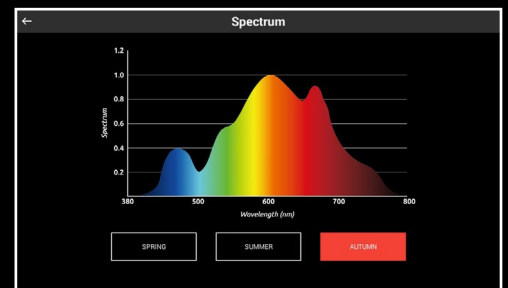 Spectrum
1.2
1.0
0.8
0.6
0.4
0.2
Spectrum
380 500 600 700 800
Wavelength (nm)
SPRING SUMMER AUTUMN